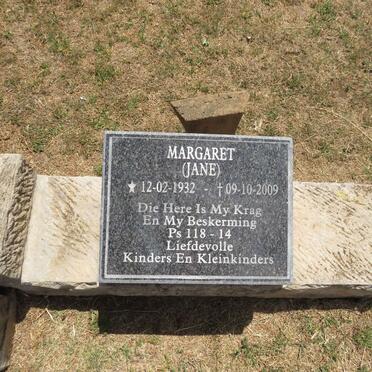 MARGARET
(JANE)
★ 12-02-1932 - † 09-10-2009
Die Here Is My Krag
En My Beskerming
Ps 118 - 14
Liefdevolle
Kinders En Kleinkinders